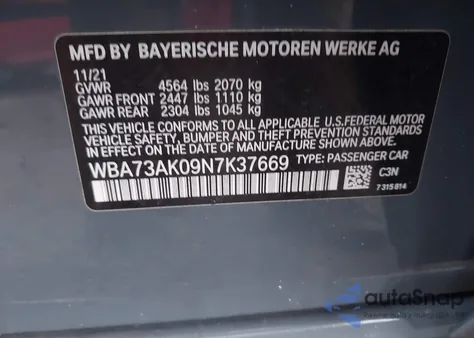 MFD BY BAYERISCHE MOTOREN WERKE AG
11/21
GVWR 4564 lbs 2070 kg
GAWR FRONT 2447 lbs 1110 kg
GAWR REAR 2304 lbs 1045 kg
THIS VEHICLE CONFORMS TO ALL APPLICABLE U.S.FEDERAL MOTOR
VEHICLE SAFETY, BUMPER, AND THEFT PREVENTION STANDARDS
IN EFFECT ON THE DATE OF MANUFACTURE SHOWN ABOVE.
WBA73AK09N7K37669 TYPE: PASSENGER CAR
C3N
7315814
autoSnap